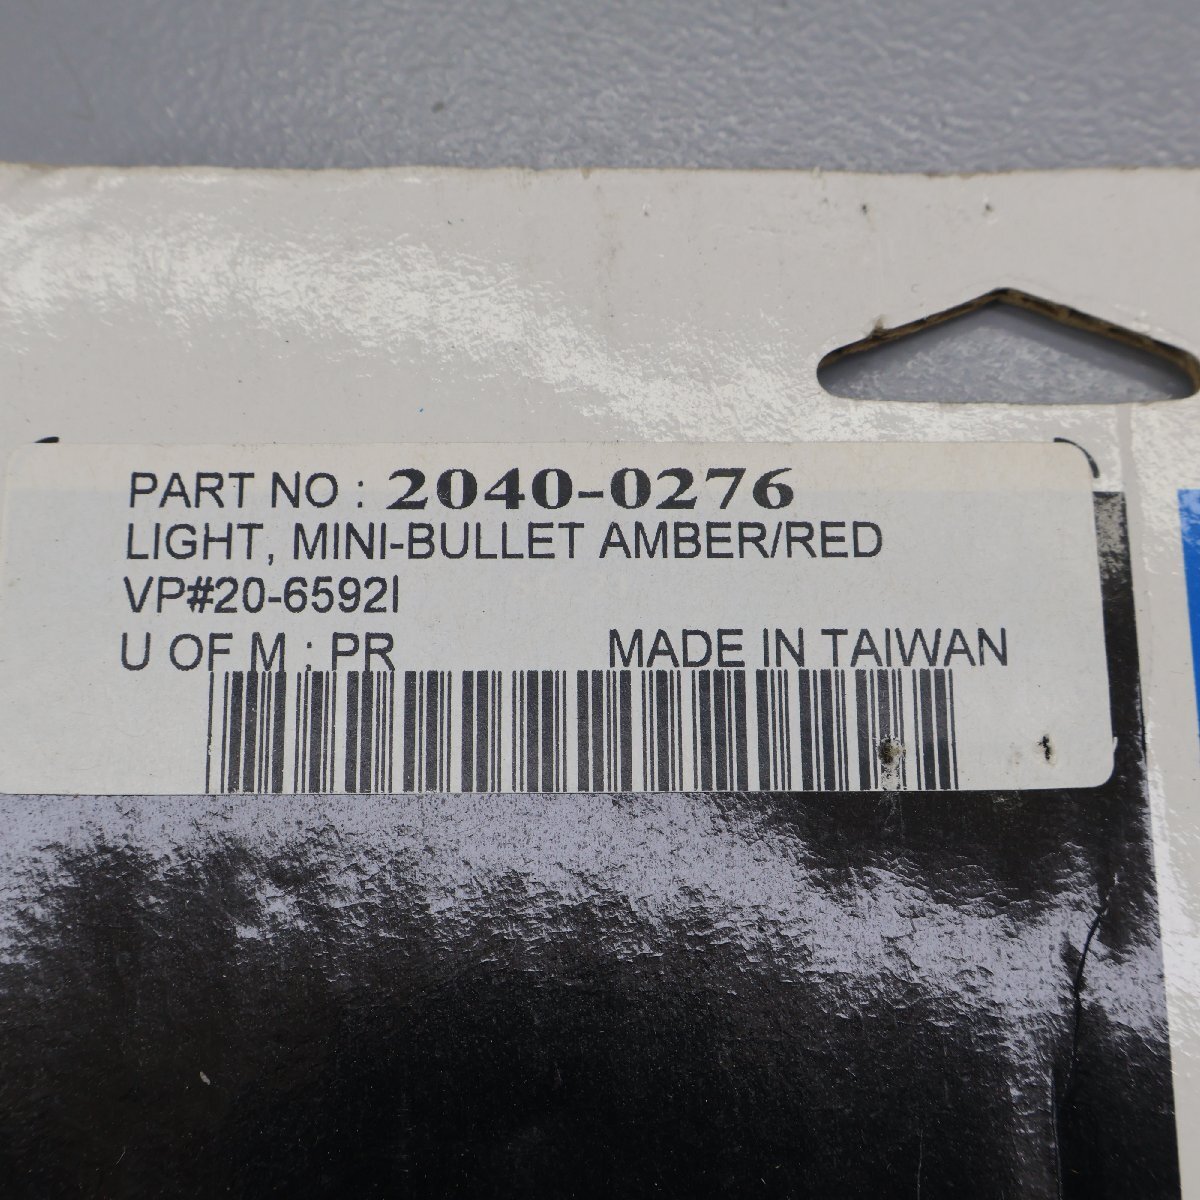 PART NO : 2040-0276
LIGHT, MINI-BULLET AMBER/RED
VP#20-6592I
U OF M : PR MADE IN TAIWAN